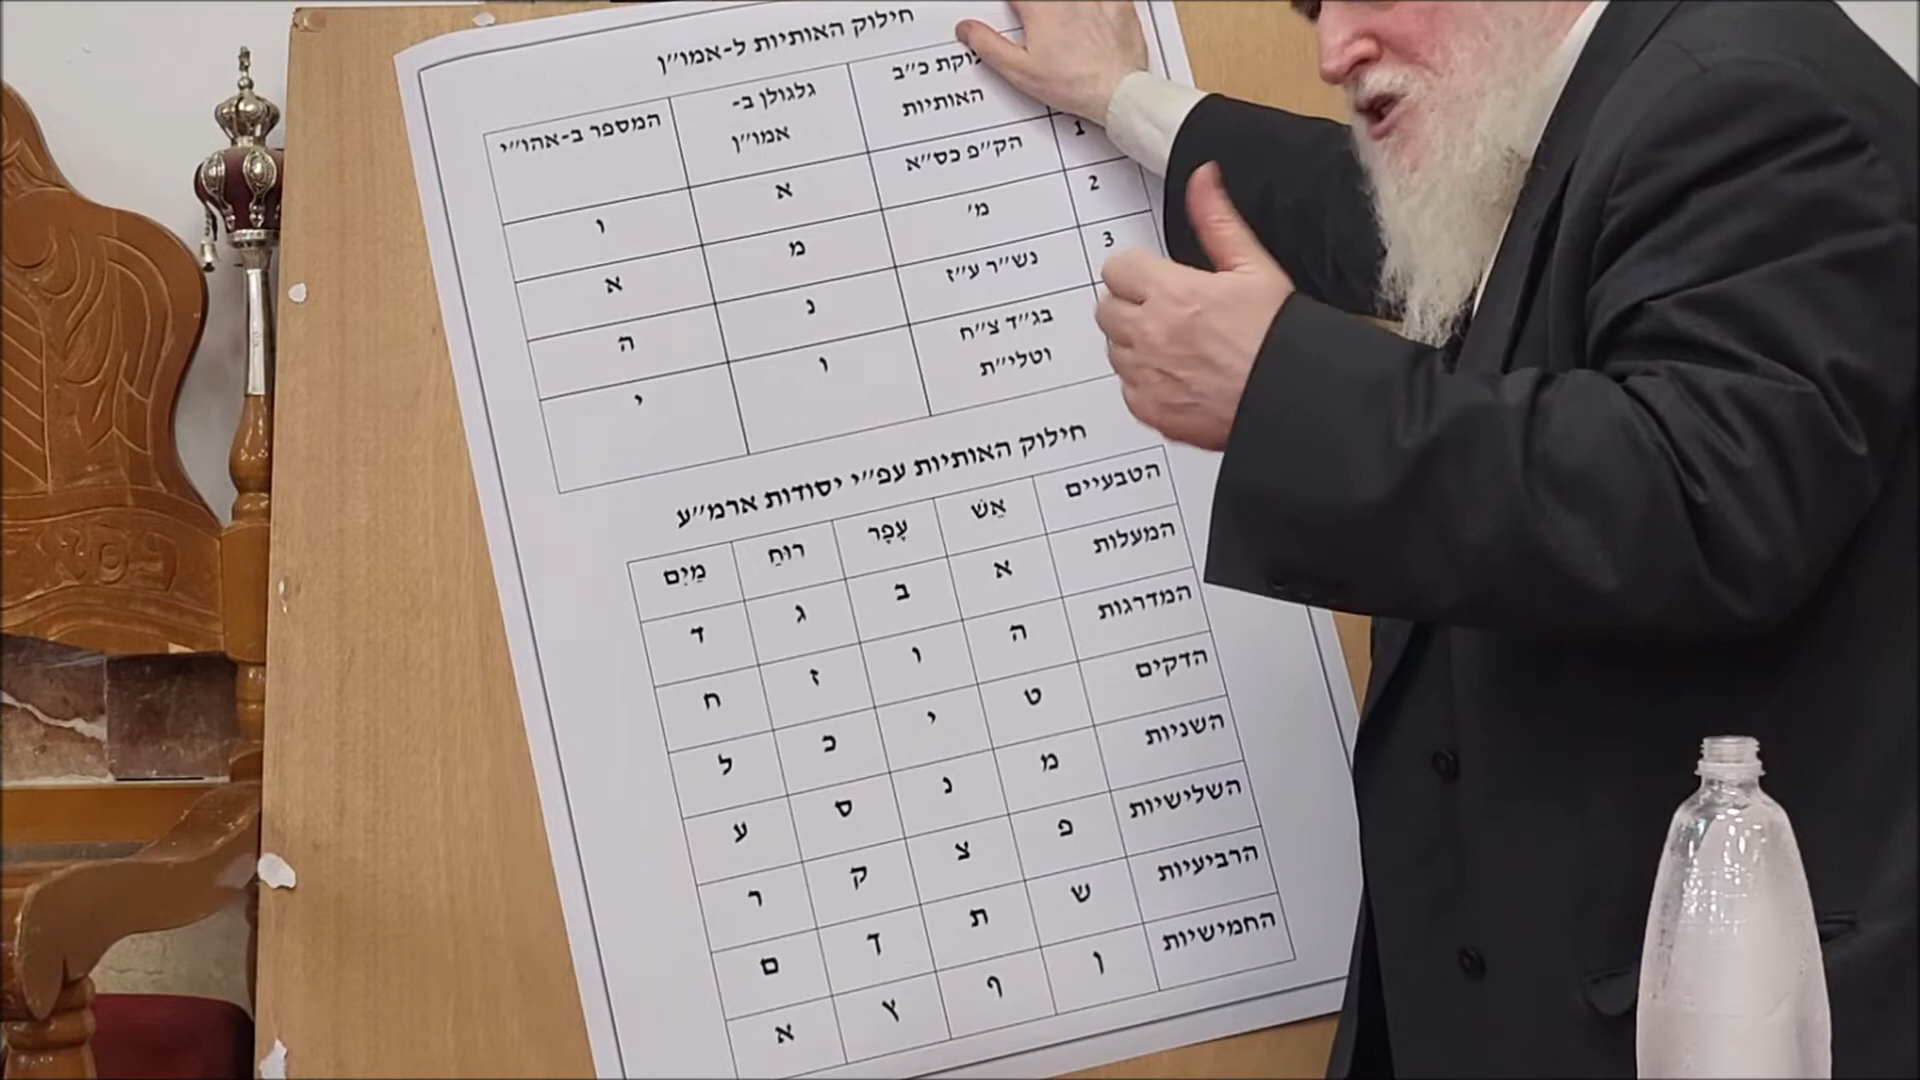 חילוק האותיות ל-אמו״ן
כ״ב גלגולן ב- המספר ב-אהו״י
האותיות אמו״ן
1 הק״פ כס״א א ו
2 מ׳ מ א
3 נש״ר ע״ז נ ה
בג״ד צ״ח ו י
וטלי״ת
חילוק האותיות עפ״י יסודות ארמ״ע
הטבעיים אֵשׁ עָפָר רוּחַ מַיִם
המעלות א ב ג ד
המדרגות ה ו ז ח
הדקים ט י כ ל
השניות מ נ ס ע
השלישיות פ צ ק ר
הרביעיות ש ת ך ם
החמישיות ן ף ץ א